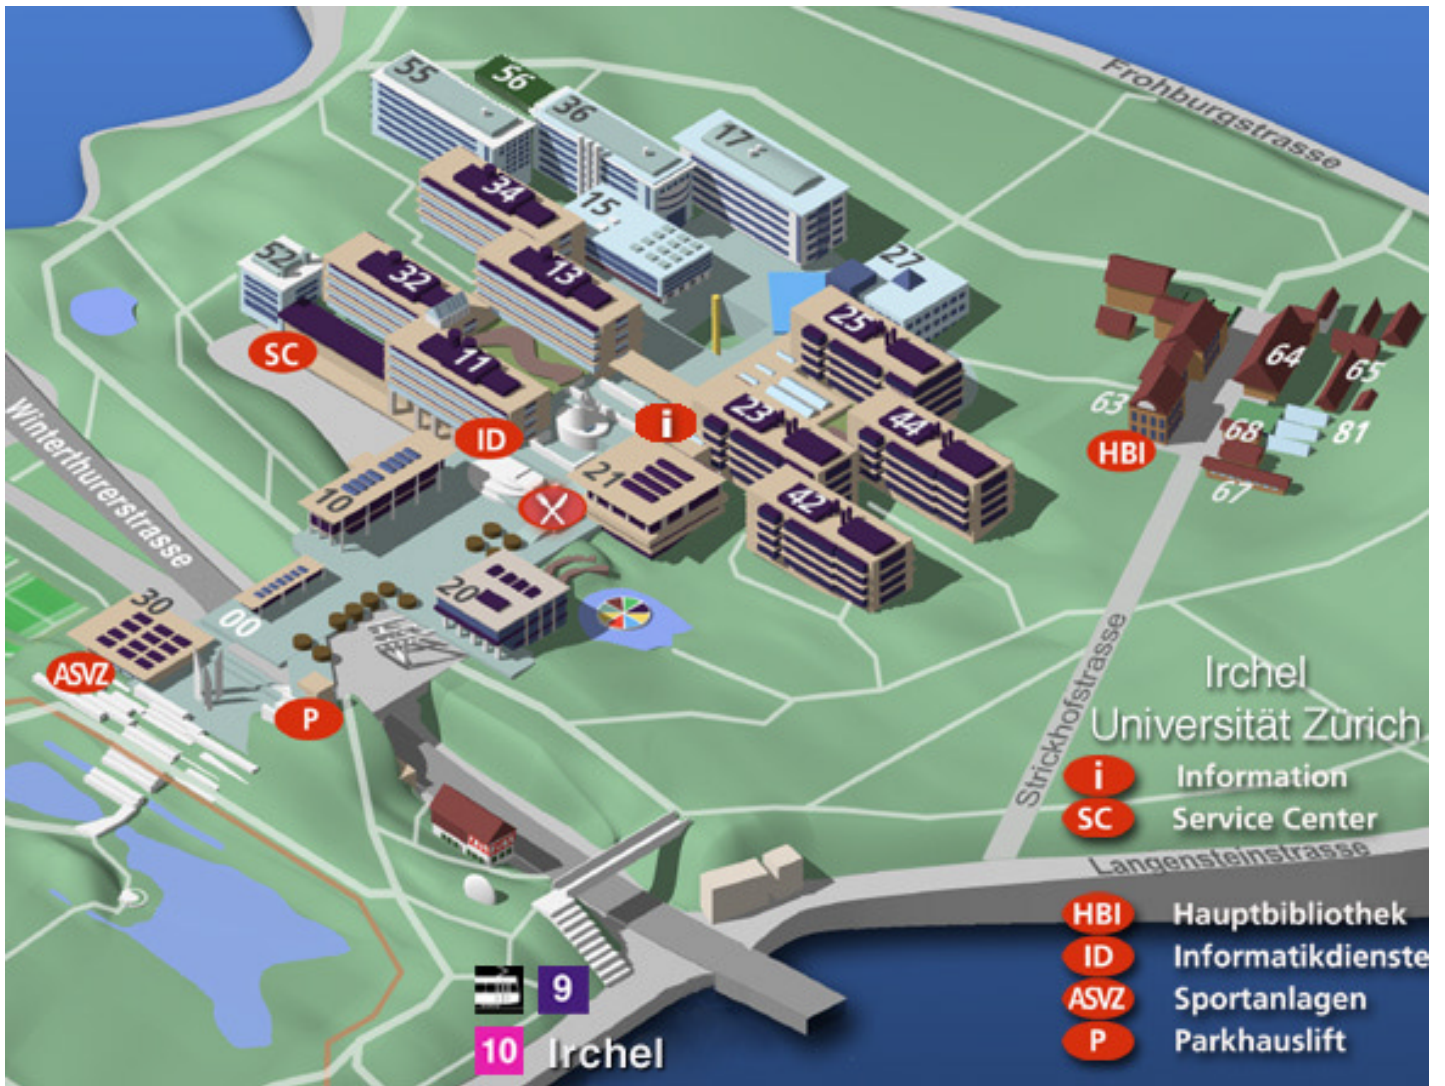 55
56
36
17
Frohburgstrasse
34
15
52
32
13
27
25
SC
11
64
65
63
23
i
44
68
81
Winterthurerstrasse
ID
HBI
10
21
42
67
30
00
20
ASVZ
P
Strickhofstrasse
Irchel
Universität Zürich
i Information
SC Service Center
Langensteinstrasse
HBI Hauptbibliothek
ID Informatikdienste
ASVZ Sportanlagen
P Parkhauslift
9
10 Irchel